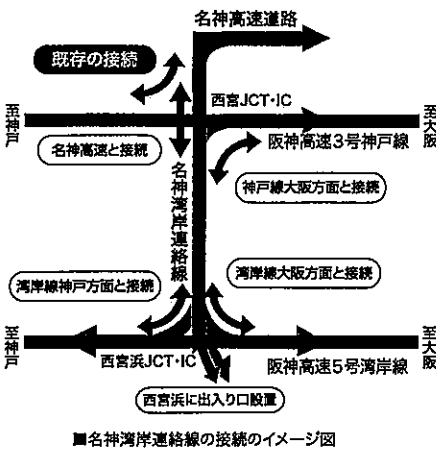 名神高速道路
既存の接続
西宮JCT・IC
至神戸
至大阪
阪神高速3号神戸線
名神高速と接続
神戸線大阪方面と接続
名神湾岸連絡線
湾岸線神戸方面と接続
湾岸線大阪方面と接続
至神戸
至大阪
西宮浜JCT・IC
阪神高速5号湾岸線
西宮浜に出入り口設置
■名神湾岸連絡線の接続のイメージ図